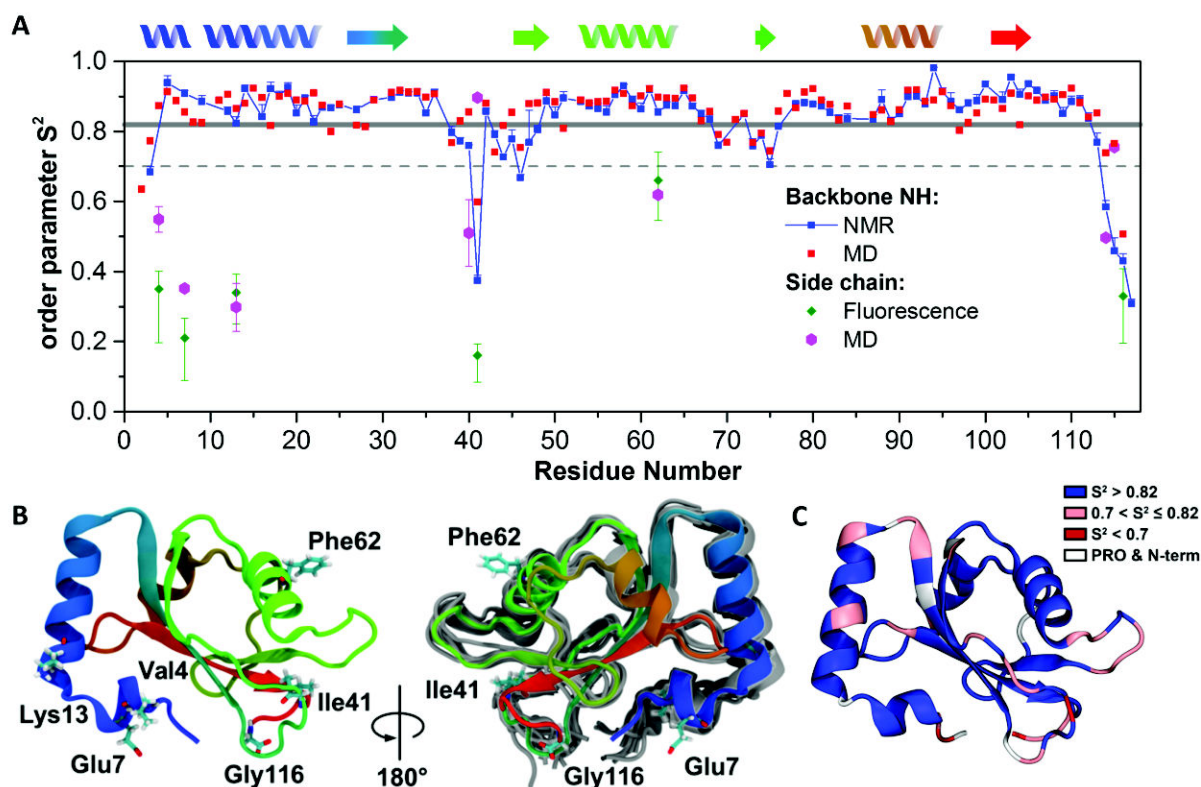 A
order parameter S²
1.0
0.8
0.6
0.4
0.2
0.0
Backbone NH:
NMR
MD
Side chain:
Fluorescence
MD
0 10 20 30 40 50 60 70 80 90 100 110
Residue Number
B
Phe62
Val4
Lys13
Ile41
Glu7
Gly116
180°
Phe62
Ile41
Gly116
Glu7
C
S² > 0.82
0.7 < S² ≤ 0.82
S² < 0.7
PRO & N-term